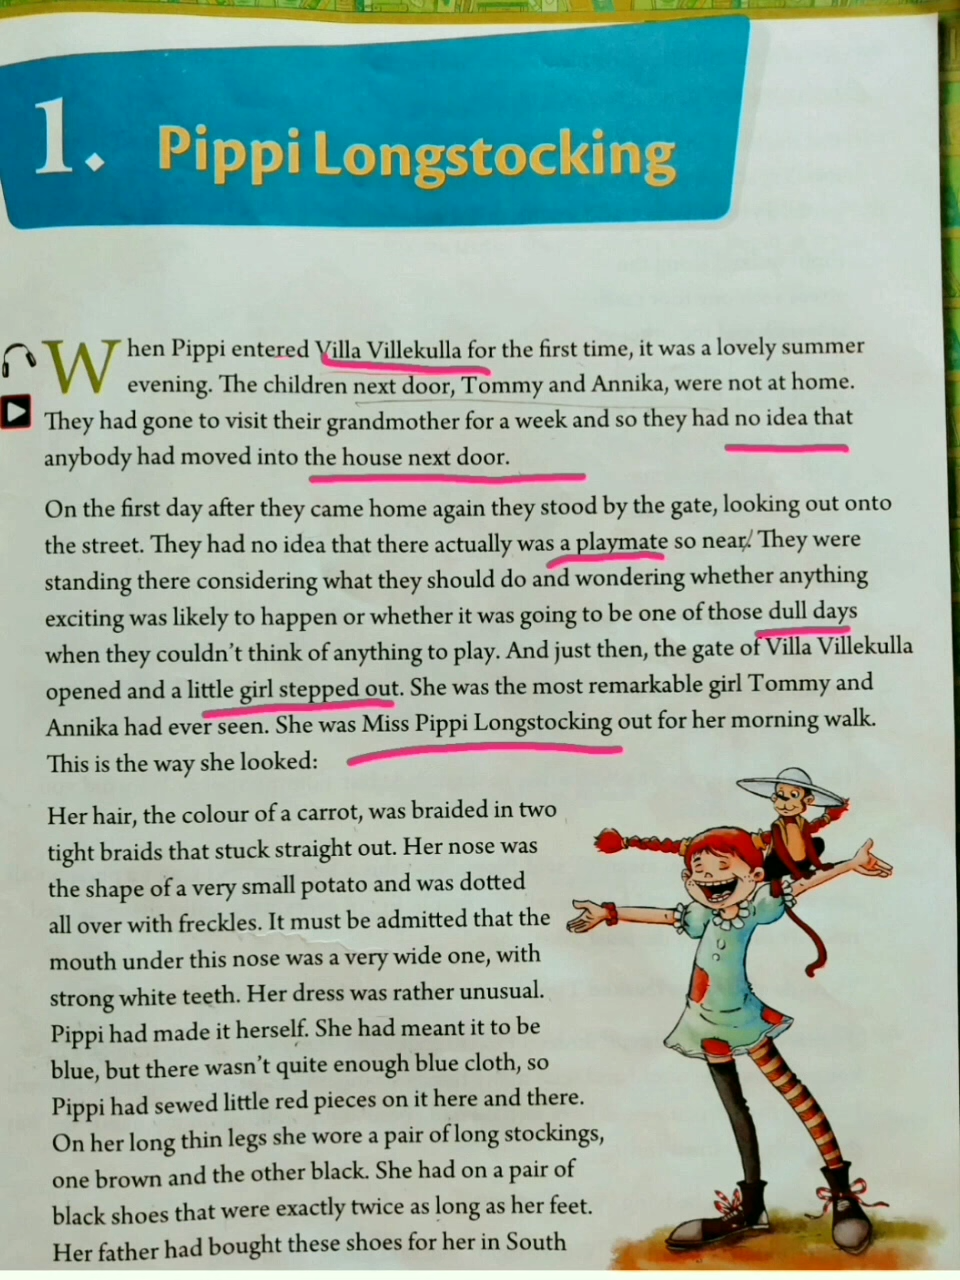 1. Pippi Longstocking
When Pippi entered Villa Villekulla for the first time, it was a lovely summer
evening. The children next door, Tommy and Annika, were not at home.
They had gone to visit their grandmother for a week and so they had no idea that
anybody had moved into the house next door.
On the first day after they came home again they stood by the gate, looking out onto
the street. They had no idea that there actually was a playmate so near. They were
standing there considering what they should do and wondering whether anything
exciting was likely to happen or whether it was going to be one of those dull days
when they couldn't think of anything to play. And just then, the gate of Villa Villekulla
opened and a little girl stepped out. She was the most remarkable girl Tommy and
Annika had ever seen. She was Miss Pippi Longstocking out for her morning walk.
This is the way she looked:
Her hair, the colour of a carrot, was braided in two
tight braids that stuck straight out. Her nose was
the shape of a very small potato and was dotted
all over with freckles. It must be admitted that the
mouth under this nose was a very wide one, with
strong white teeth. Her dress was rather unusual.
Pippi had made it herself. She had meant it to be
blue, but there wasn't quite enough blue cloth, so
Pippi had sewed little red pieces on it here and there.
On her long thin legs she wore a pair of long stockings,
one brown and the other black. She had on a pair of
black shoes that were exactly twice as long as her feet.
Her father had bought these shoes for her in South